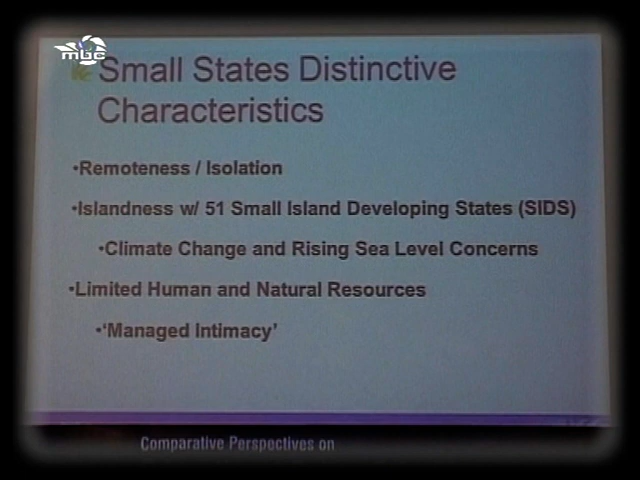 mbc
Small States Distinctive
Characteristics
•Remoteness / Isolation
•Islandness w/ 51 Small Island Developing States (SIDS)
•Climate Change and Rising Sea Level Concerns
•Limited Human and Natural Resources
•‘Managed Intimacy’
Comparative Perspectives on